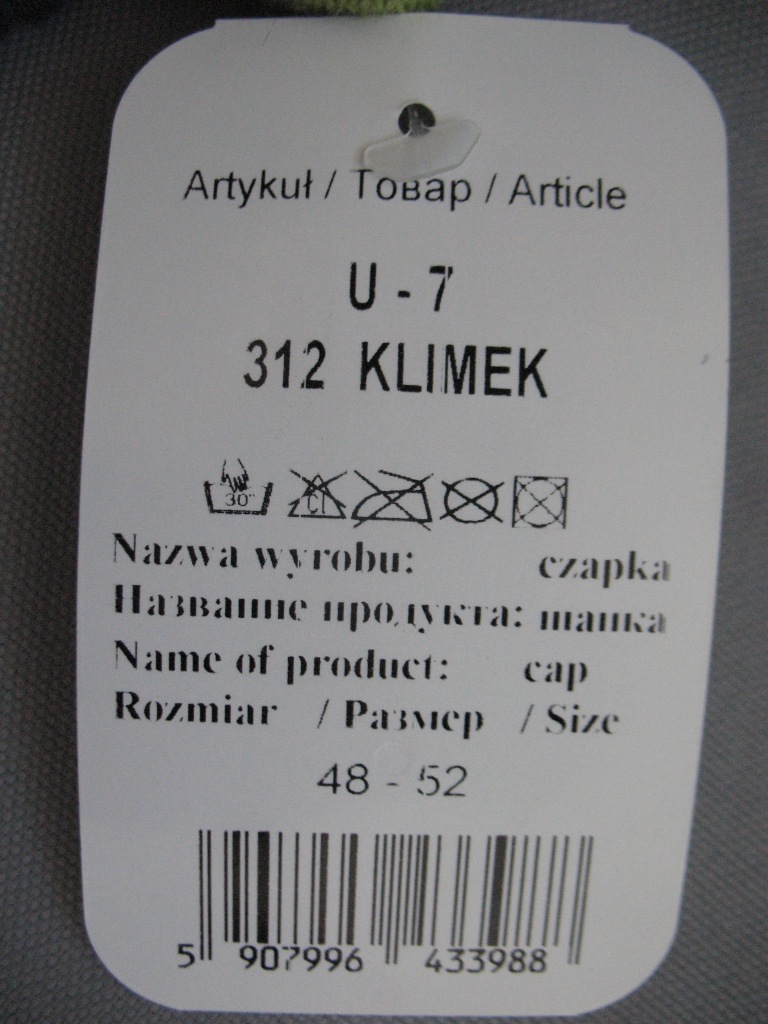 Artykuł / Товар / Article
U - 7
312 KLIMEK
30° Cl
Nazwa wyrobu: czapka
Название продукта: шапка
Name of product: cap
Rozmiar / Размер / Size
48 - 52
5 907996 433988